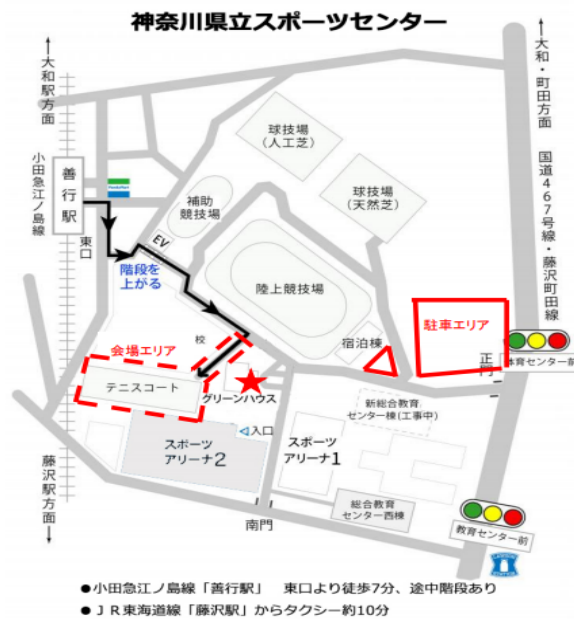 神奈川県立スポーツセンター
←大和駅方面
小田急江ノ島線
善行駅
東口
FamilyMart
階段を
上がる
EV
補助
競技場
球技場
(人工芝)
球技場
(天然芝)
陸上競技場
宿泊棟
駐車エリア
←大和・町田方面
国道467号線・藤沢町田線
正門
体育センター前
会場エリア
校
テニスコート
グリーンハウス
新総合教育
センター棟(工事中)
入口
スポーツ
アリーナ2
スポーツ
アリーナ1
総合教育
センター西棟
南門
教育センター前
LAWSON
藤沢駅方面→
●小田急江ノ島線「善行駅」 東口より徒歩7分、途中階段あり
●ＪＲ東海道線「藤沢駅」からタクシー約10分